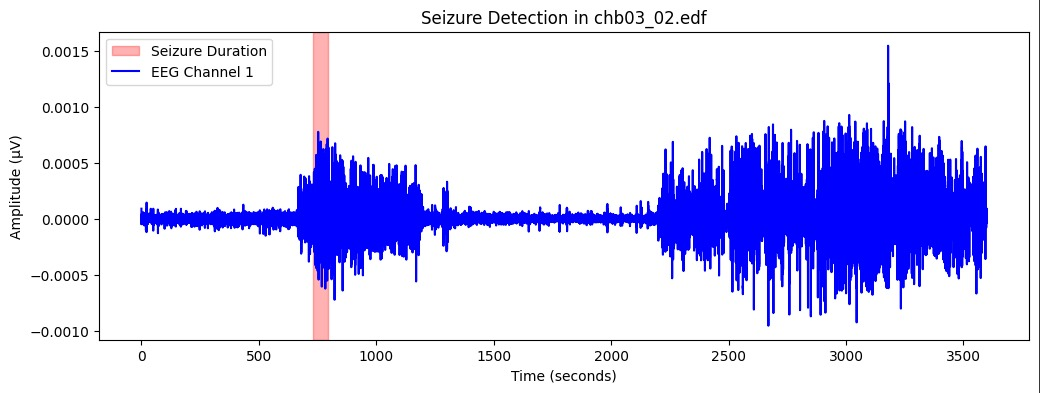 Seizure Detection in chb03_02.edf
Seizure Duration
EEG Channel 1
Amplitude (µV)
0.0015
0.0010
0.0005
0.0000
−0.0005
−0.0010
0 500 1000 1500 2000 2500 3000 3500
Time (seconds)